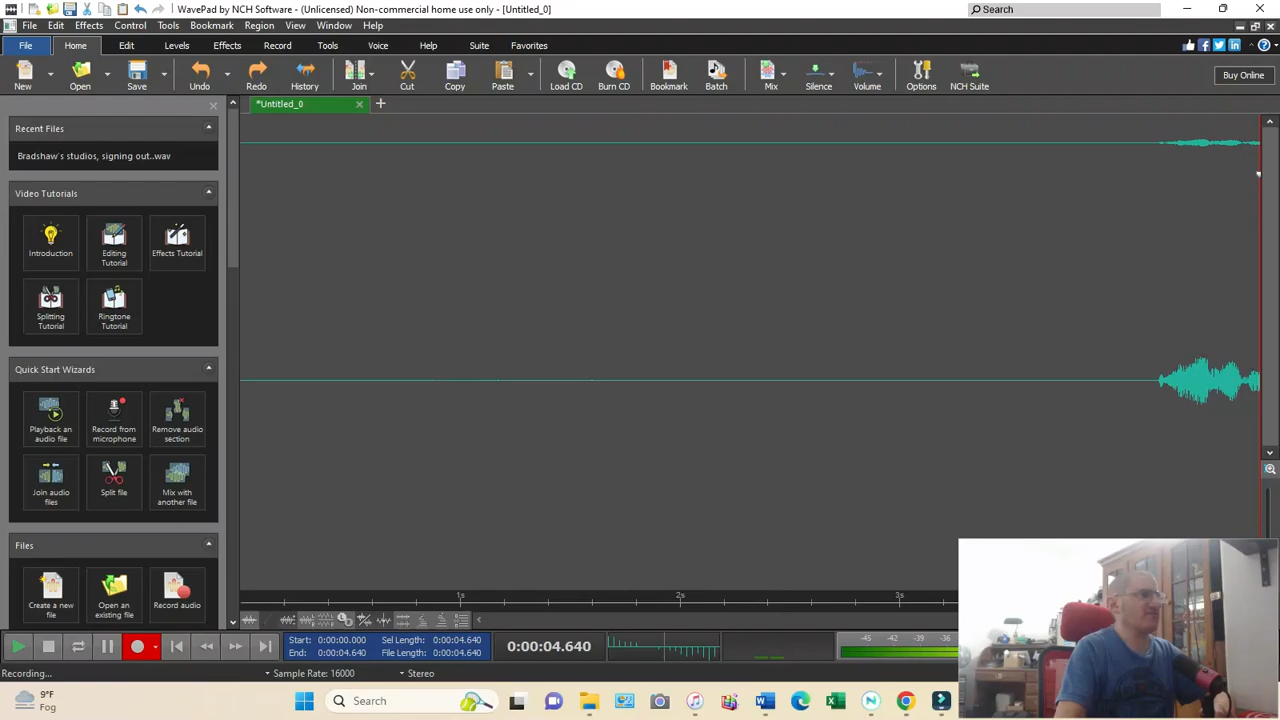 WavePad by NCH Software - (Unlicensed) Non-commercial home use only - [Untitled_0]
Search
File Edit Effects Control Tools Bookmark Region View Window Help
File Home Edit Levels Effects Record Tools Voice Help Suite Favorites
New Open Save Undo Redo History Join Cut Copy Paste Load CD Burn CD Bookmark Batch Mix Silence Volume Options NCH Suite
Buy Online
*Untitled_0
Recent Files
Bradshaw's studios, signing out..wav
Video Tutorials
Introduction
Editing Tutorial
Effects Tutorial
Splitting Tutorial
Ringtone Tutorial
Quick Start Wizards
Playback an audio file
Record from microphone
Remove audio section
Join audio files
Split file
Mix with another file
Files
Create a new file
Open an existing file
Record audio
1s 2s 3s
Start: 0:00:00.000 Sel Length: 0:00:04.640
End: 0:00:04.640 File Length: 0:00:04.640
0:00:04.640
-45 -42 -39 -36
Recording...
Sample Rate: 16000
Stereo
9°F
Fog
Search